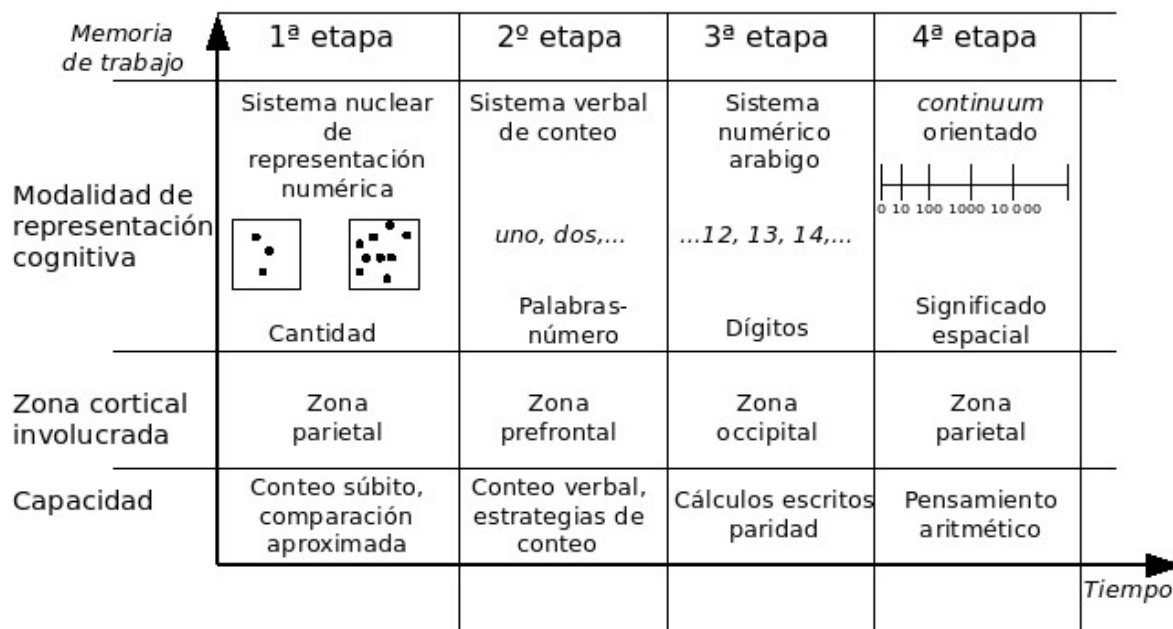 Memoria
de trabajo
1ª etapa
2º etapa
3ª etapa
4ª etapa
Modalidad de
representación
cognitiva
Sistema nuclear
de
representación
numérica
Cantidad
Sistema verbal
de conteo
uno, dos,...
Palabras-
número
Sistema
numérico
arabigo
...12, 13, 14,...
Dígitos
continuum
orientado
0 10 100 1000 10 000
Significado
espacial
Zona cortical
involucrada
Zona
parietal
Zona
prefrontal
Zona
occipital
Zona
parietal
Capacidad
Conteo súbito,
comparación
aproximada
Conteo verbal,
estrategias de
conteo
Cálculos escritos
paridad
Pensamiento
aritmético
Tiempo